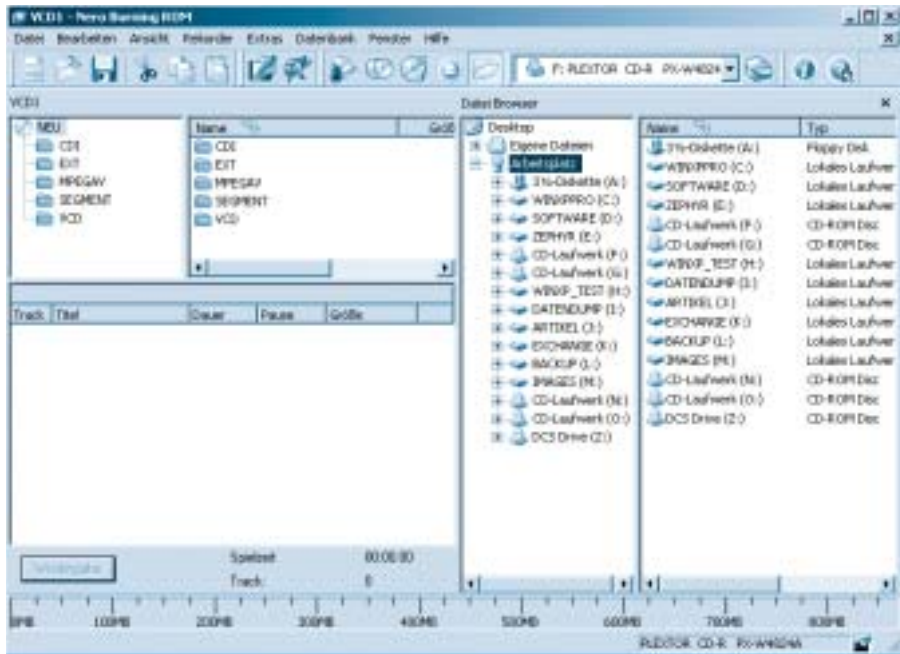 VCD1 - Nero Burning ROM
Datei Bearbeiten Ansicht Rekorder Extras Datenbank Fenster Hilfe
F: PLEXTOR CD-R PX-W4824
VCD1
NEU
CDI
EXT
MPEGAV
SEGMENT
VCD
Name Größ
CDI
EXT
MPEGAV
SEGMENT
VCD
Track Titel Dauer Pause Größe
Spielzeit 00:00:00
Track: 0
Datei Browser
Desktop
Eigene Dateien
Arbeitsplatz
3½-Diskette (A:)
WINXPPRO (C:)
SOFTWARE (D:)
ZEPHYR (E:)
CD-Laufwerk (F:)
CD-Laufwerk (G:)
WINXP_TEST (H:)
DATENDUMP (I:)
ARTIKEL (J:)
EXCHANGE (K:)
BACKUP (L:)
IMAGES (M:)
CD-Laufwerk (N:)
CD-Laufwerk (O:)
DCS Drive (Z:)
Name Typ
3½-Diskette (A:) Floppy Disk
WINXPPRO (C:) Lokales Laufwer
SOFTWARE (D:) Lokales Laufwer
ZEPHYR (E:) Lokales Laufwer
CD-Laufwerk (F:) CD-ROM Disc
CD-Laufwerk (G:) CD-ROM Disc
WINXP_TEST (H:) Lokales Laufwer
DATENDUMP (I:) Lokales Laufwer
ARTIKEL (J:) Lokales Laufwer
EXCHANGE (K:) Lokales Laufwer
BACKUP (L:) Lokales Laufwer
IMAGES (M:) Lokales Laufwer
CD-Laufwerk (N:) CD-ROM Disc
CD-Laufwerk (O:) CD-ROM Disc
DCS Drive (Z:) CD-ROM Disc
0MB 100MB 200MB 300MB 400MB 500MB 600MB 700MB 800MB
PLEXTOR CD-R PX-W4824A